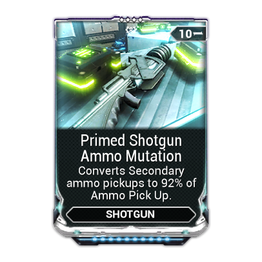 10
Primed Shotgun
Ammo Mutation
Converts Secondary
ammo pickups to 92% of
Ammo Pick Up.
SHOTGUN